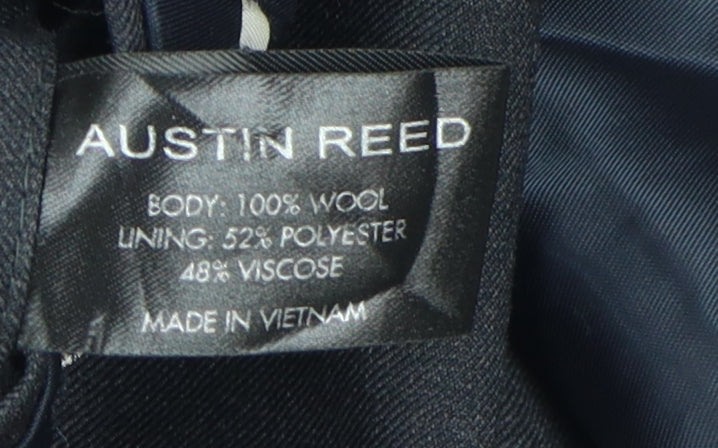 AUSTIN REED
BODY: 100% WOOL
LINING: 52% POLYESTER
48% VISCOSE
MADE IN VIETNAM